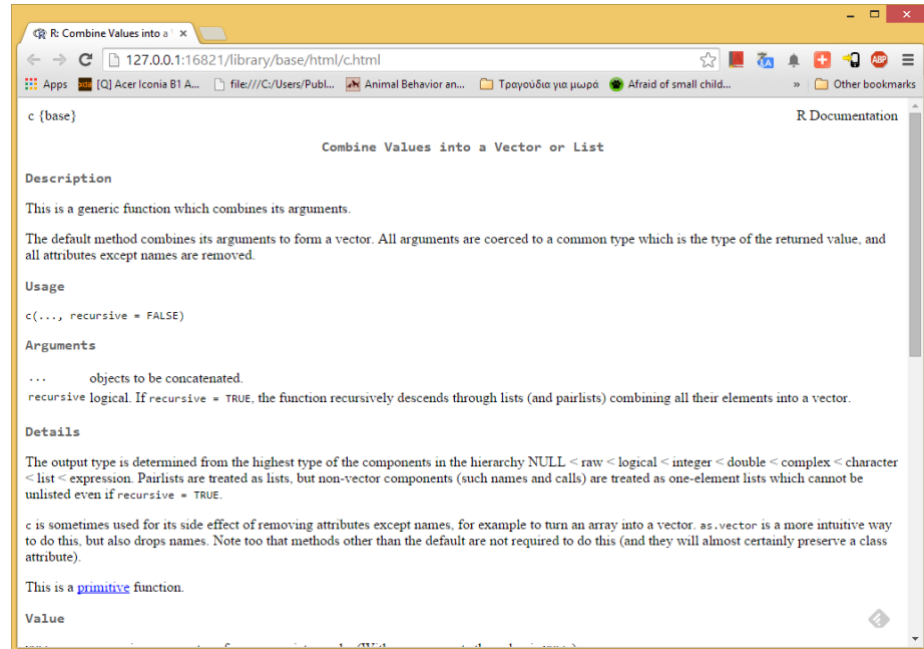 R: Combine Values into a
127.0.0.1:16821/library/base/html/c.html
Apps [Q] Acer Iconia B1 A... file:///C:/Users/Publ... Animal Behavior an... Τραγούδια για μωρά Afraid of small child... » Other bookmarks
c {base} R Documentation
Combine Values into a Vector or List
Description
This is a generic function which combines its arguments.
The default method combines its arguments to form a vector. All arguments are coerced to a common type which is the type of the returned value, and
all attributes except names are removed.
Usage
c(..., recursive = FALSE)
Arguments
... objects to be concatenated.
recursive logical. If recursive = TRUE, the function recursively descends through lists (and pairlists) combining all their elements into a vector.
Details
The output type is determined from the highest type of the components in the hierarchy NULL < raw < logical < integer < double < complex < character
< list < expression. Pairlists are treated as lists, but non-vector components (such names and calls) are treated as one-element lists which cannot be
unlisted even if recursive = TRUE.
c is sometimes used for its side effect of removing attributes except names, for example to turn an array into a vector. as.vector is a more intuitive way
to do this, but also drops names. Note too that methods other than the default are not required to do this (and they will almost certainly preserve a class
attribute).
This is a primitive function.
Value